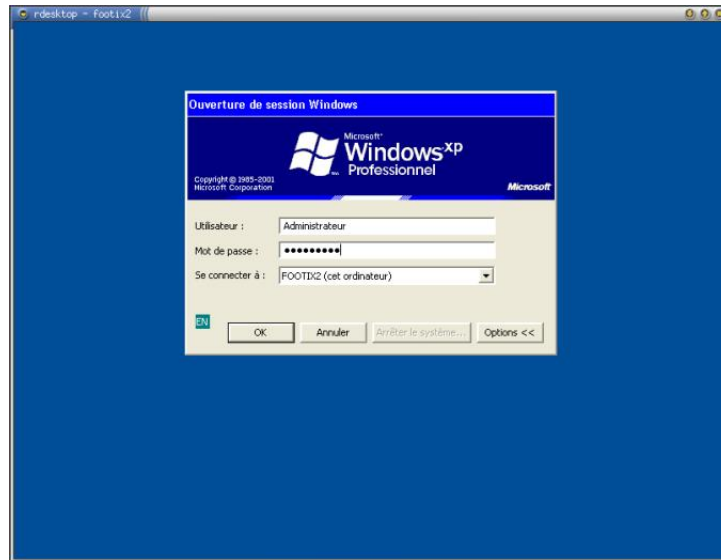 rdesktop - footix2
Ouverture de session Windows
Microsoft®
Windows xp
Professionnel
Copyright © 1985-2001
Microsoft Corporation
Microsoft
Utilisateur : Administrateur
Mot de passe : •••••••••
Se connecter à : FOOTIX2 (cet ordinateur)
EN
OK Annuler Arrêter le système... Options <<